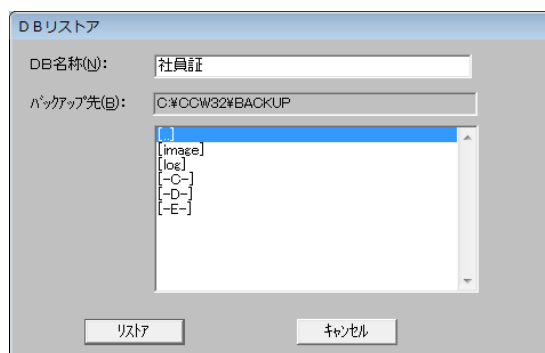 DBリストア
DB名称(N):
社員証
ﾊﾞｯｸｱｯﾌﾟ先(B):
C:¥CCW32¥BACKUP
[..]
[image]
[log]
[-C-]
[-D-]
[-E-]
ﾘｽﾄｱ
ｷｬﾝｾﾙ